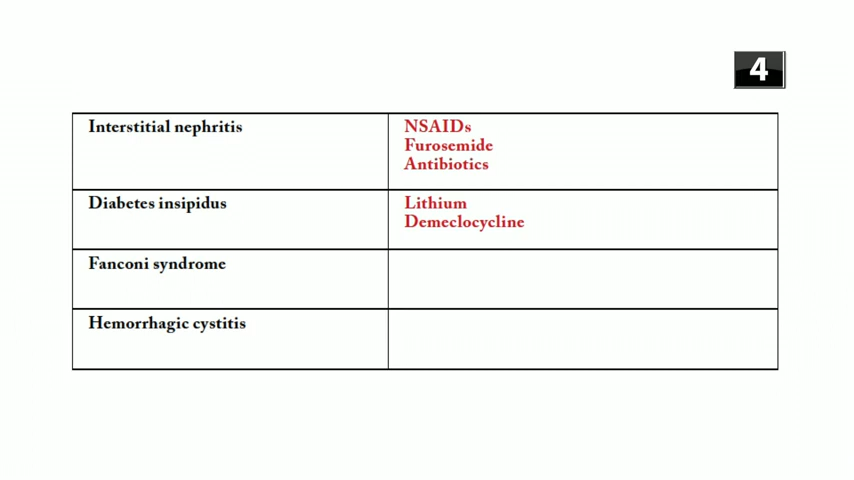 4
Interstitial nephritis
NSAIDs
Furosemide
Antibiotics
Diabetes insipidus
Lithium
Demeclocycline
Fanconi syndrome
Hemorrhagic cystitis